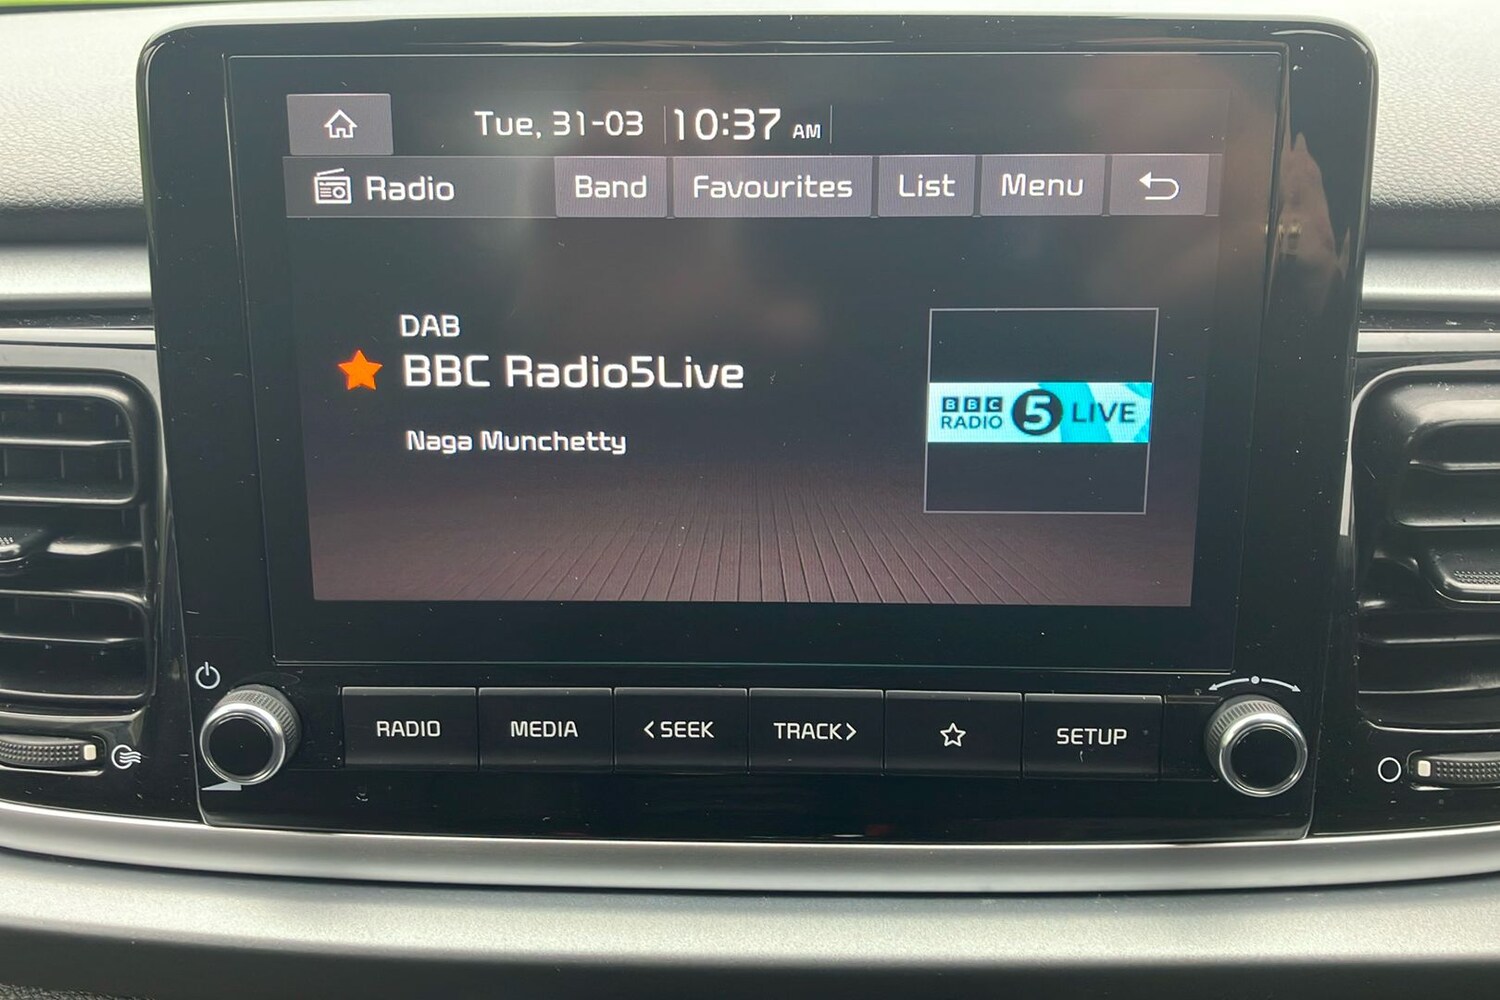 Tue, 31-03 10:37 AM
Radio Band Favourites List Menu
DAB
BBC Radio5Live
Naga Munchetty
BBC
RADIO 5 LIVE
RADIO MEDIA <SEEK TRACK> SETUP